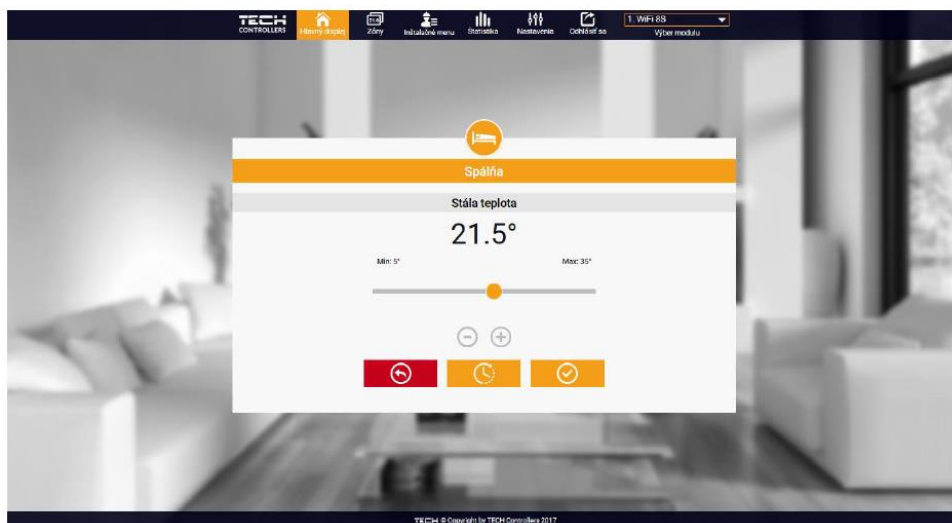 TECH
CONTROLLERS
Hlavný displej
Zóny
Inštalačné menu
Štatistika
Nastavenia
Odhlásiť sa
1. WiFi 8S
Výber modulu
Spálňa
Stála teplota
21.5°
Min: 5°
Max: 35°
TECH © Copyright by TECH Controllers 2017